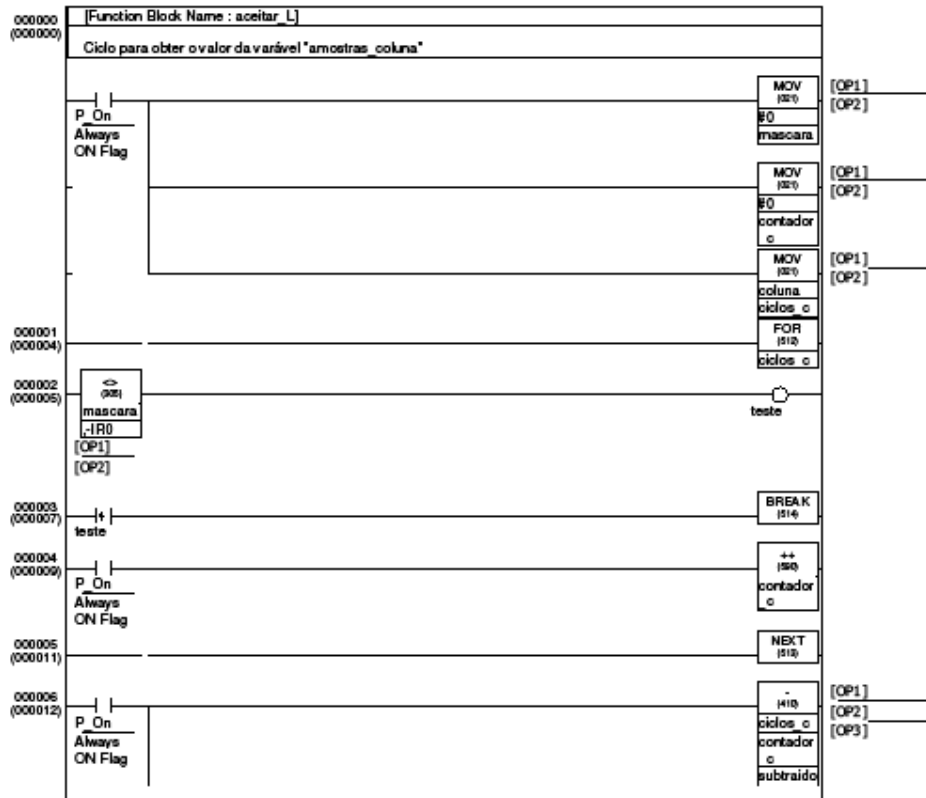 000000
(000000)
[Function Block Name : aceitar_L]
Ciclo para obter o valor da varável "amostras_coluna"
P_On
Always
ON Flag
MOV
(021)
#0
mascara
[OP1]
[OP2]
MOV
(021)
#0
contador
_c
[OP1]
[OP2]
MOV
(021)
coluna
ciclos_c
[OP1]
[OP2]
000001
(000004)
FOR
(512)
ciclos_c
000002
(000005)
<>
(305)
mascara
,-IR0
[OP1]
[OP2]
teste
000003
(000007)
teste
BREAK
(514)
000004
(000009)
P_On
Always
ON Flag
++
(590)
contador
_c
000005
(000011)
NEXT
(513)
000006
(000012)
P_On
Always
ON Flag
-
(410)
ciclos_c
contador
_c
subtraido
[OP1]
[OP2]
[OP3]